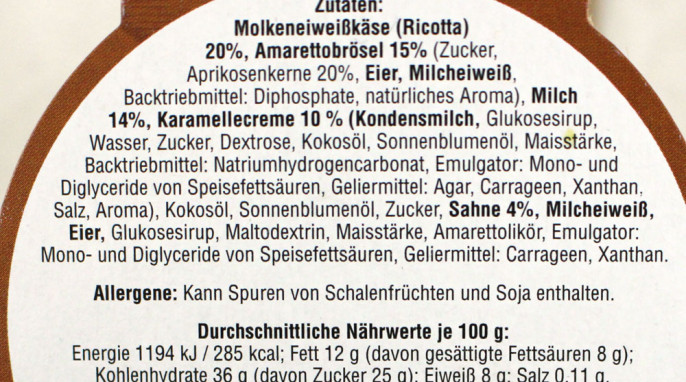 Zutaten:
Molkeneiweißkäse (Ricotta)
20%, Amarettobrösel 15% (Zucker,
Aprikosenkerne 20%, Eier, Milcheiweiß,
Backtriebmittel: Diphosphate, natürliches Aroma), Milch
14%, Karamellecreme 10 % (Kondensmilch, Glukosesirup,
Wasser, Zucker, Dextrose, Kokosöl, Sonnenblumenöl, Maisstärke,
Backtriebmittel: Natriumhydrogencarbonat, Emulgator: Mono- und
Diglyceride von Speisefettsäuren, Geliermittel: Agar, Carrageen, Xanthan,
Salz, Aroma), Kokosöl, Sonnenblumenöl, Zucker, Sahne 4%, Milcheiweiß,
Eier, Glukosesirup, Maltodextrin, Maisstärke, Amarettolikör, Emulgator:
Mono- und Diglyceride von Speisefettsäuren, Geliermittel: Carrageen, Xanthan.
Allergene: Kann Spuren von Schalenfrüchten und Soja enthalten.
Durchschnittliche Nährwerte je 100 g:
Energie 1194 kJ / 285 kcal; Fett 12 g (davon gesättigte Fettsäuren 8 g);
Kohlenhydrate 36 g (davon Zucker 25 g); Eiweiß 8 g; Salz 0,11 g.